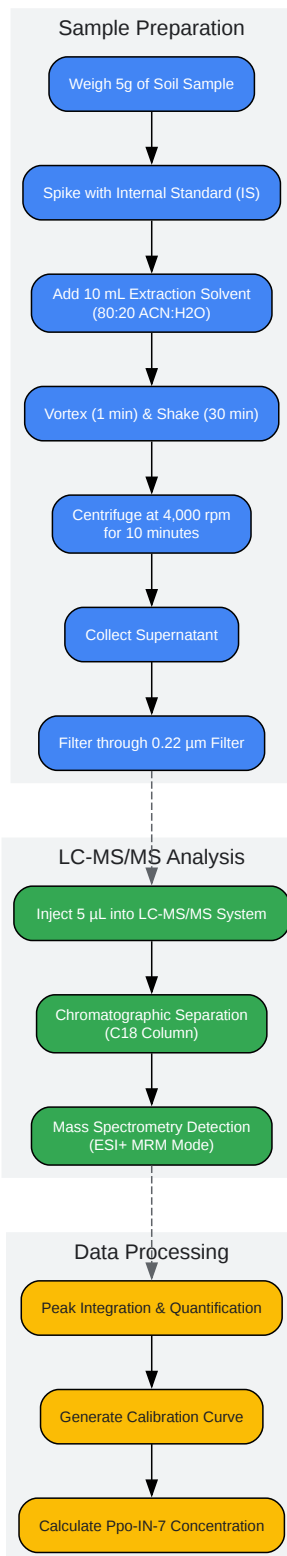 Sample Preparation
Weigh 5g of Soil Sample
Spike with Internal Standard (IS)
Add 10 mL Extraction Solvent
(80:20 ACN:H2O)
Vortex (1 min) & Shake (30 min)
Centrifuge at 4,000 rpm
for 10 minutes
Collect Supernatant
Filter through 0.22 µm Filter
LC-MS/MS Analysis
Inject 5 µL into LC-MS/MS System
Chromatographic Separation
(C18 Column)
Mass Spectrometry Detection
(ESI+ MRM Mode)
Data Processing
Peak Integration & Quantification
Generate Calibration Curve
Calculate Ppo-IN-7 Concentration